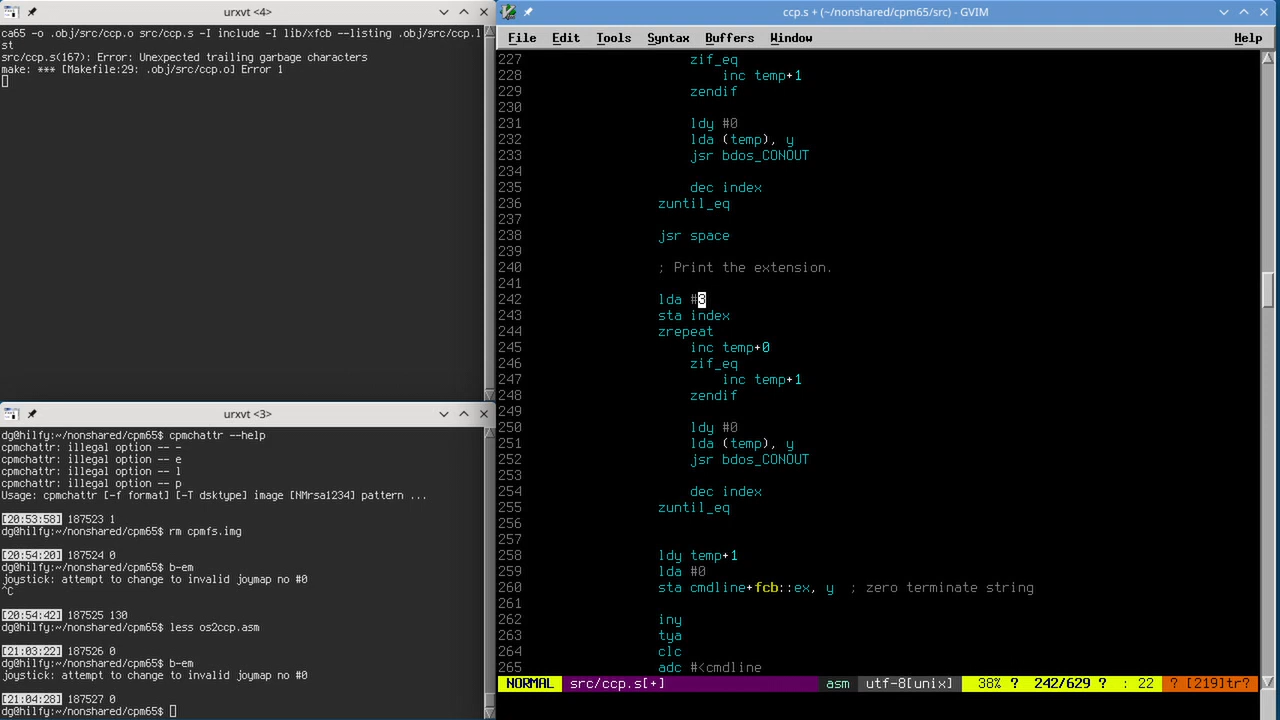 urxvt <4>
ca65 -o .obj/src/ccp.o src/ccp.s -I include -I lib/xfcb --listing .obj/src/ccp.l
st
src/ccp.s(167): Error: Unexpected trailing garbage characters
make: *** [Makefile:29: .obj/src/ccp.o] Error 1
urxvt <3>
dg@hilfy:~/nonshared/cpm65$ cpmchattr --help
cpmchattr: illegal option -- -
cpmchattr: illegal option -- e
cpmchattr: illegal option -- l
cpmchattr: illegal option -- p
Usage: cpmchattr [-f format] [-T dsktype] image [NMrsa1234] pattern ...
[20:53:58] 187523 1
dg@hilfy:~/nonshared/cpm65$ rm cpmfs.img
[20:54:20] 187524 0
dg@hilfy:~/nonshared/cpm65$ b-em
joystick: attempt to change to invalid joymap no #0
^C
[20:54:42] 187525 130
dg@hilfy:~/nonshared/cpm65$ less os2ccp.asm
[21:03:22] 187526 0
dg@hilfy:~/nonshared/cpm65$ b-em
joystick: attempt to change to invalid joymap no #0
[21:04:28] 187527 0
dg@hilfy:~/nonshared/cpm65$
ccp.s + (~/nonshared/cpm65/src) - GVIM
File Edit Tools Syntax Buffers Window Help
227 zif_eq
228 inc temp+1
229 zendif
230
231 ldy #0
232 lda (temp), y
233 jsr bdos_CONOUT
234
235 dec index
236 zuntil_eq
237
238 jsr space
239
240 ; Print the extension.
241
242 lda #3
243 sta index
244 zrepeat
245 inc temp+0
246 zif_eq
247 inc temp+1
248 zendif
249
250 ldy #0
251 lda (temp), y
252 jsr bdos_CONOUT
253
254 dec index
255 zuntil_eq
256
257
258 ldy temp+1
259 lda #0
260 sta cmdline+fcb::ex, y ; zero terminate string
261
262 iny
263 tya
264 clc
265 adc #<cmdline
NORMAL src/ccp.s[+] asm utf-8[unix] 38% ? 242/629 ? : 22 ? [219]tr?